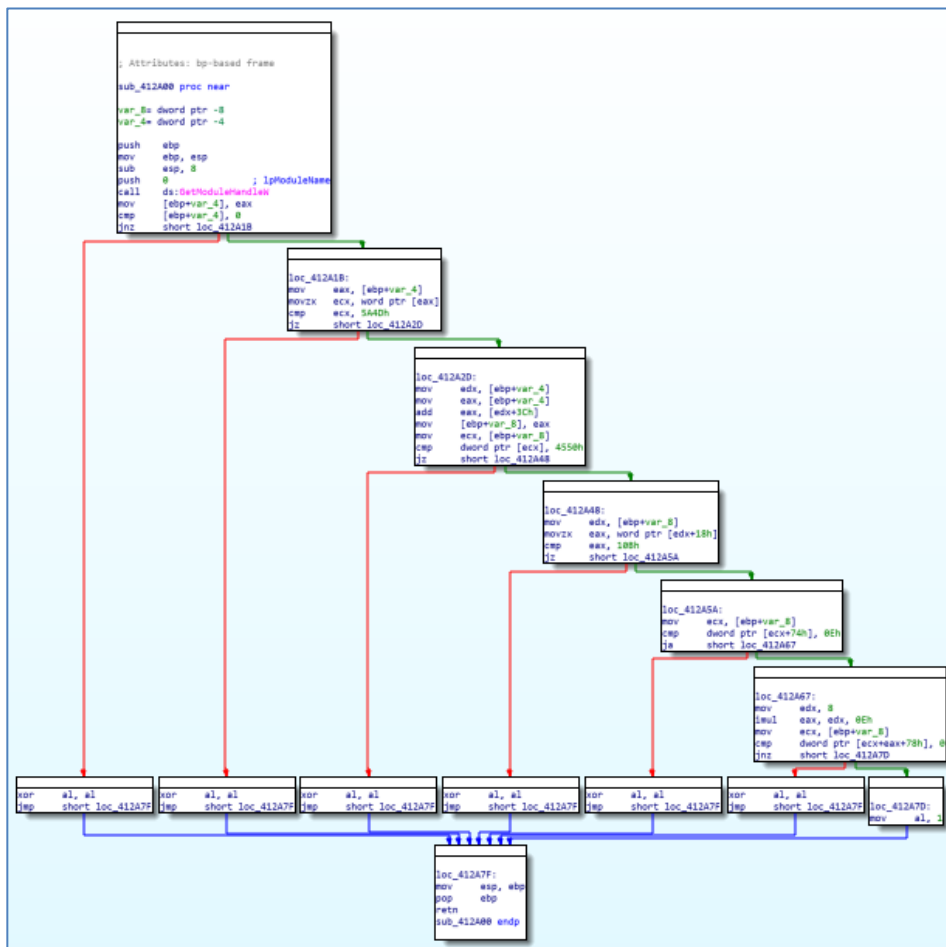 ; Attributes: bp-based frame
sub_412A00 proc near
var_8= dword ptr -8
var_4= dword ptr -4
push ebp
mov ebp, esp
sub esp, 8
push 0 ; lpModuleName
call ds:GetModuleHandleW
mov [ebp+var_4], eax
cmp [ebp+var_4], 0
jnz short loc_412A1B
loc_412A1B:
mov eax, [ebp+var_4]
movzx ecx, word ptr [eax]
cmp ecx, 5A4Dh
jz short loc_412A2D
loc_412A2D:
mov edx, [ebp+var_4]
mov eax, [ebp+var_4]
add eax, [edx+3Ch]
mov [ebp+var_8], eax
mov ecx, [ebp+var_8]
cmp dword ptr [ecx], 4550h
jz short loc_412A4B
loc_412A4B:
mov edx, [ebp+var_8]
movzx eax, word ptr [edx+18h]
cmp eax, 10Bh
jz short loc_412A5A
loc_412A5A:
mov ecx, [ebp+var_8]
cmp dword ptr [ecx+74h], 0Eh
ja short loc_412A67
loc_412A67:
mov edx, 8
imul eax, edx, 0Eh
mov ecx, [ebp+var_8]
cmp dword ptr [ecx+eax+78h], 0
jnz short loc_412A7D
xor al, al
jmp short loc_412A7F
xor al, al
jmp short loc_412A7F
xor al, al
jmp short loc_412A7F
xor al, al
jmp short loc_412A7F
xor al, al
jmp short loc_412A7F
xor al, al
jmp short loc_412A7F
loc_412A7D:
mov al, 1
loc_412A7F:
mov esp, ebp
pop ebp
retn
sub_412A00 endp